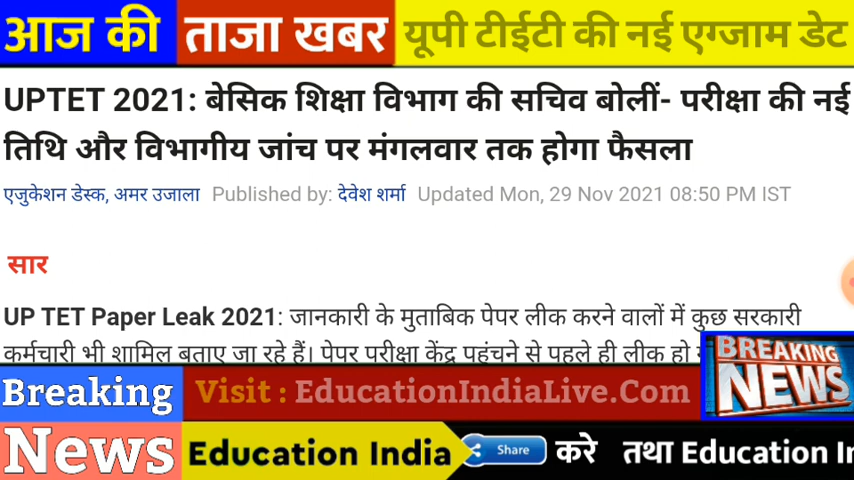 आज की ताजा खबर यूपी टीईटी की नई एग्जाम डेट
UPTET 2021: बेसिक शिक्षा विभाग की सचिव बोलीं- परीक्षा की नई
तिथि और विभागीय जांच पर मंगलवार तक होगा फैसला
एजुकेशन डेस्क, अमर उजाला Published by: देवेश शर्मा Updated Mon, 29 Nov 2021 08:50 PM IST
सार
UP TET Paper Leak 2021: जानकारी के मुताबिक पेपर लीक करने वालों में कुछ सरकारी
कर्मचारी भी शामिल बताए जा रहे हैं। पेपर परीक्षा केंद्र पहुंचने से पहले ही लीक हो
BREAKING
NEWS
Breaking Visit : EducationIndiaLive.Com
News Education India Share करे तथा Education